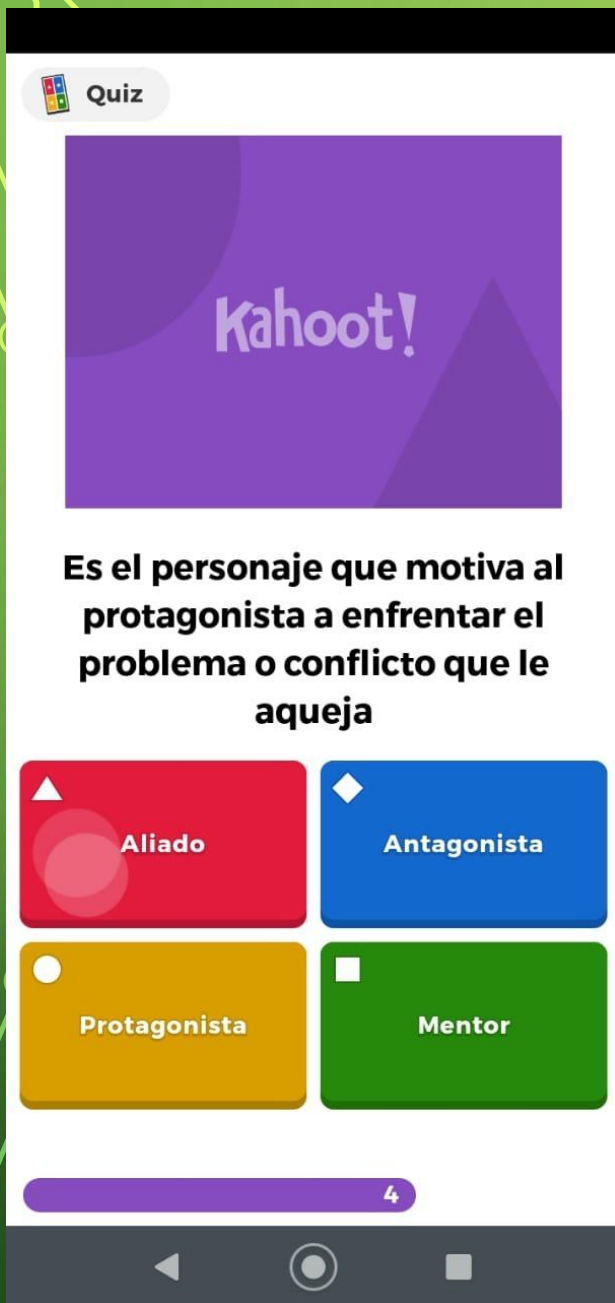 Quiz
Kahoot!
Es el personaje que motiva al
protagonista a enfrentar el
problema o conflicto que le
aqueja
Aliado
Antagonista
Protagonista
Mentor
4